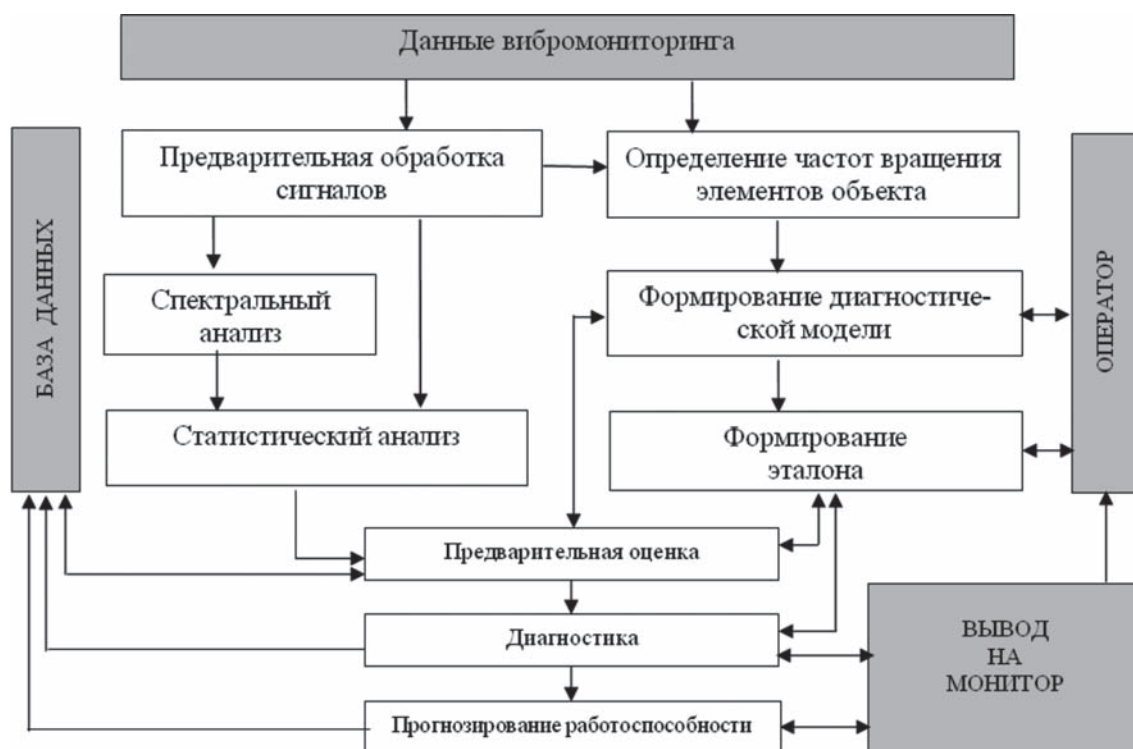 Данные вибромониторинга
Предварительная обработка
сигналов
Определение частот вращения
элементов объекта
БАЗА ДАННЫХ
ОПЕРАТОР
Спектральный
анализ
Формирование диагностиче-
ской модели
Статистический анализ
Формирование
эталона
Предварительная оценка
Диагностика
ВЫВОД
НА
МОНИТОР
Прогнозирование работоспособности